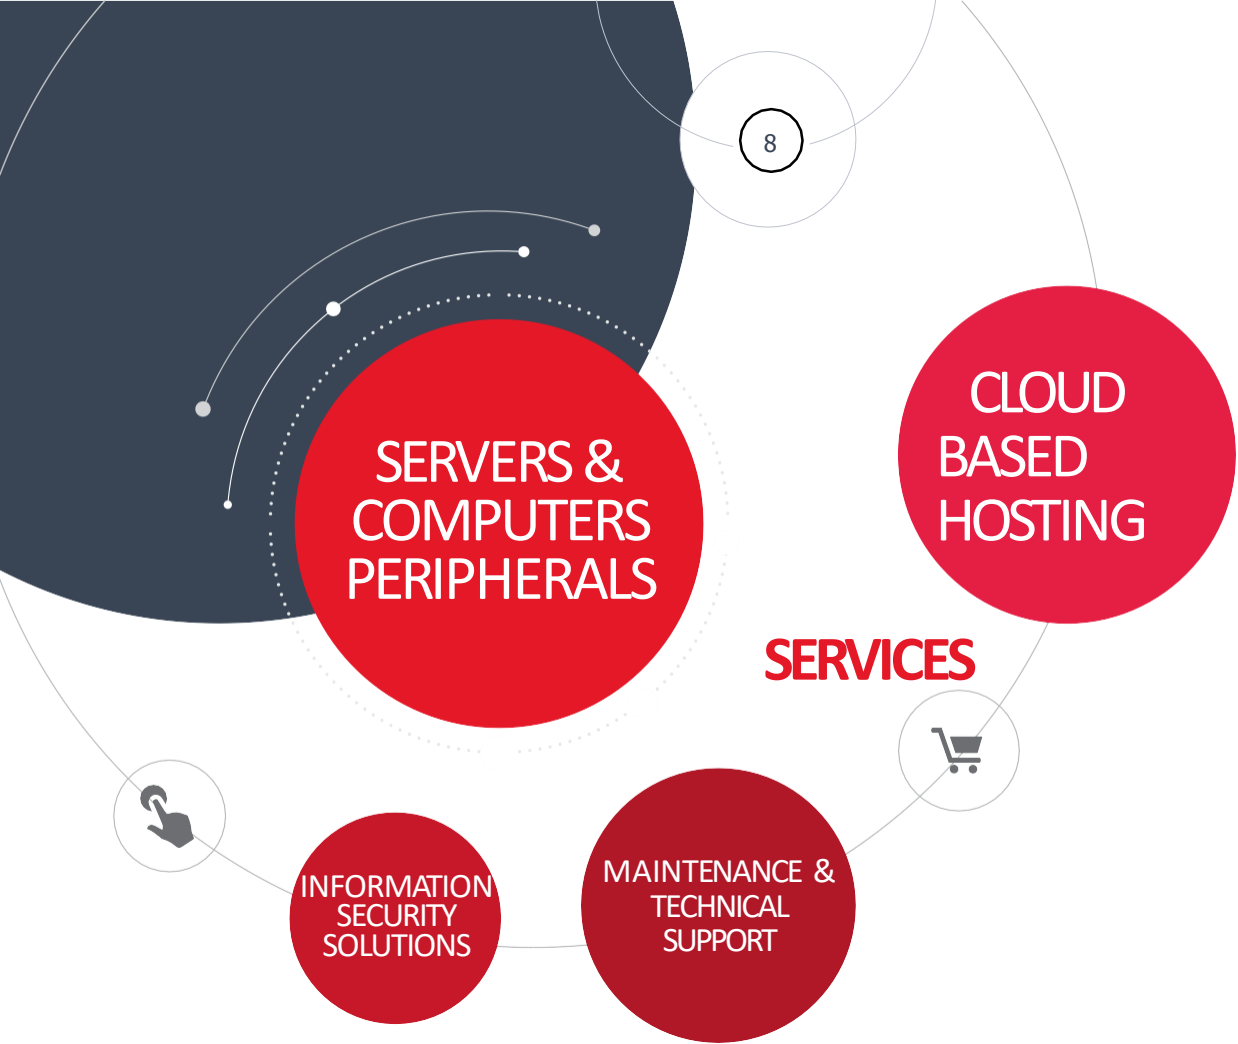 8
SERVERS &
COMPUTERS
PERIPHERALS
CLOUD
BASED
HOSTING
SERVICES
INFORMATION
SECURITY
SOLUTIONS
MAINTENANCE &
TECHNICAL
SUPPORT